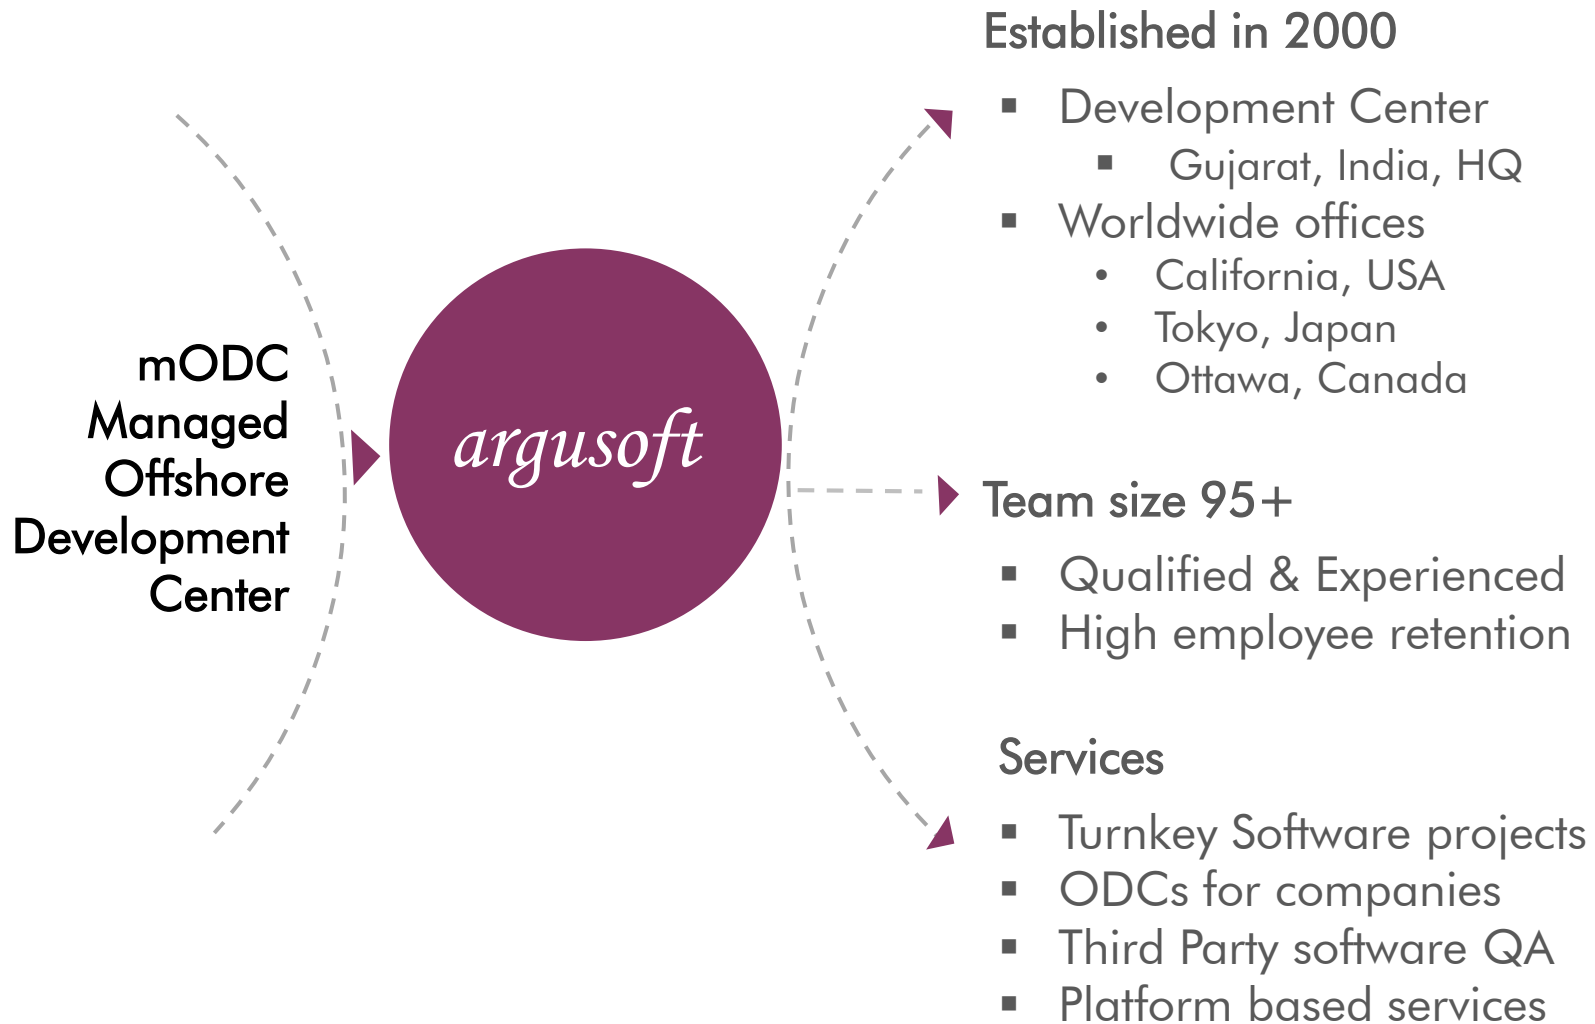 mODC
Managed
Offshore
Development
Center
argusoft
Established in 2000
▪ Development Center
▪ Gujarat, India, HQ
▪ Worldwide offices
• California, USA
• Tokyo, Japan
• Ottawa, Canada
Team size 95+
▪ Qualified & Experienced
▪ High employee retention
Services
▪ Turnkey Software projects
▪ ODCs for companies
▪ Third Party software QA
▪ Platform based services